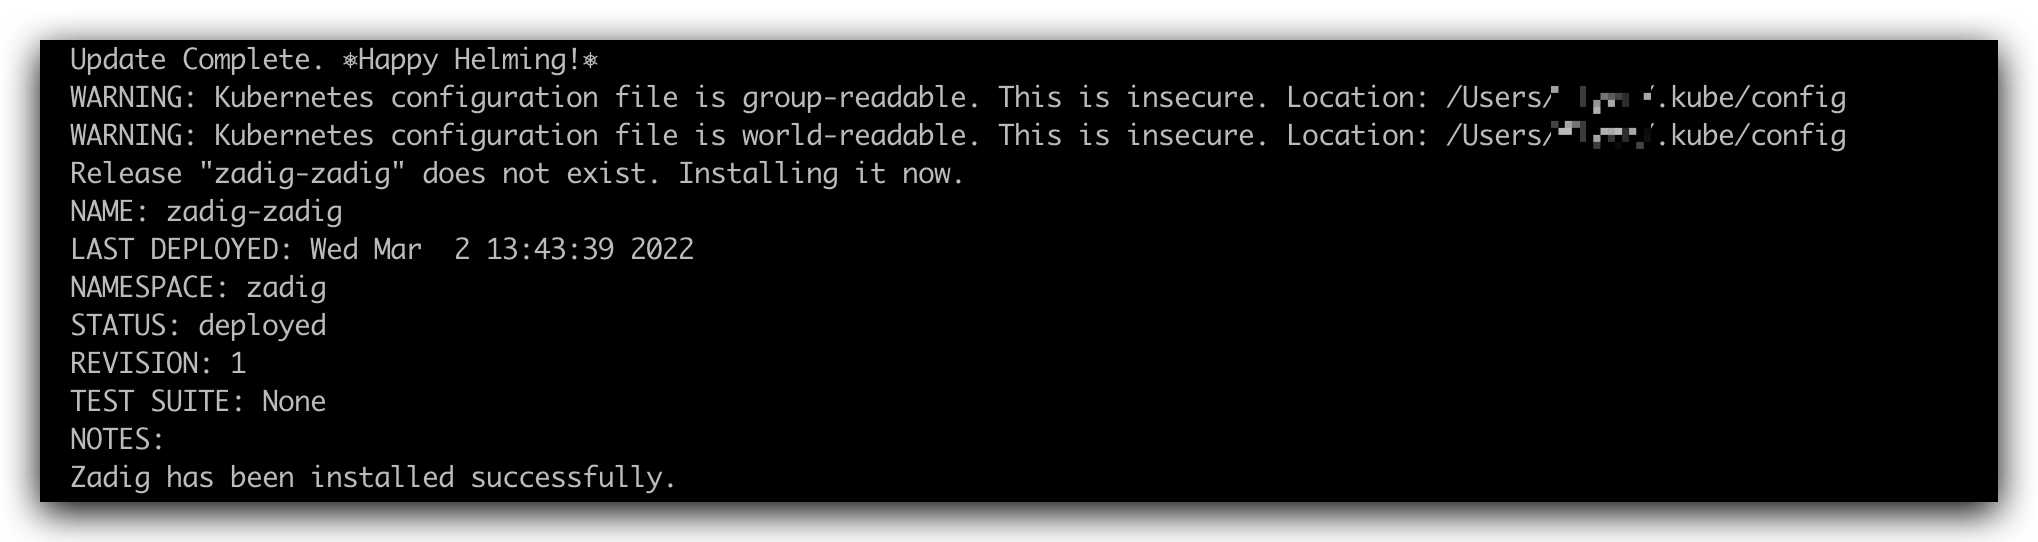 Update Complete. ⎈Happy Helming!⎈
WARNING: Kubernetes configuration file is group-readable. This is insecure. Location: /Users/ /.kube/config
WARNING: Kubernetes configuration file is world-readable. This is insecure. Location: /Users/ /.kube/config
Release "zadig-zadig" does not exist. Installing it now.
NAME: zadig-zadig
LAST DEPLOYED: Wed Mar  2 13:43:39 2022
NAMESPACE: zadig
STATUS: deployed
REVISION: 1
TEST SUITE: None
NOTES:
Zadig has been installed successfully.